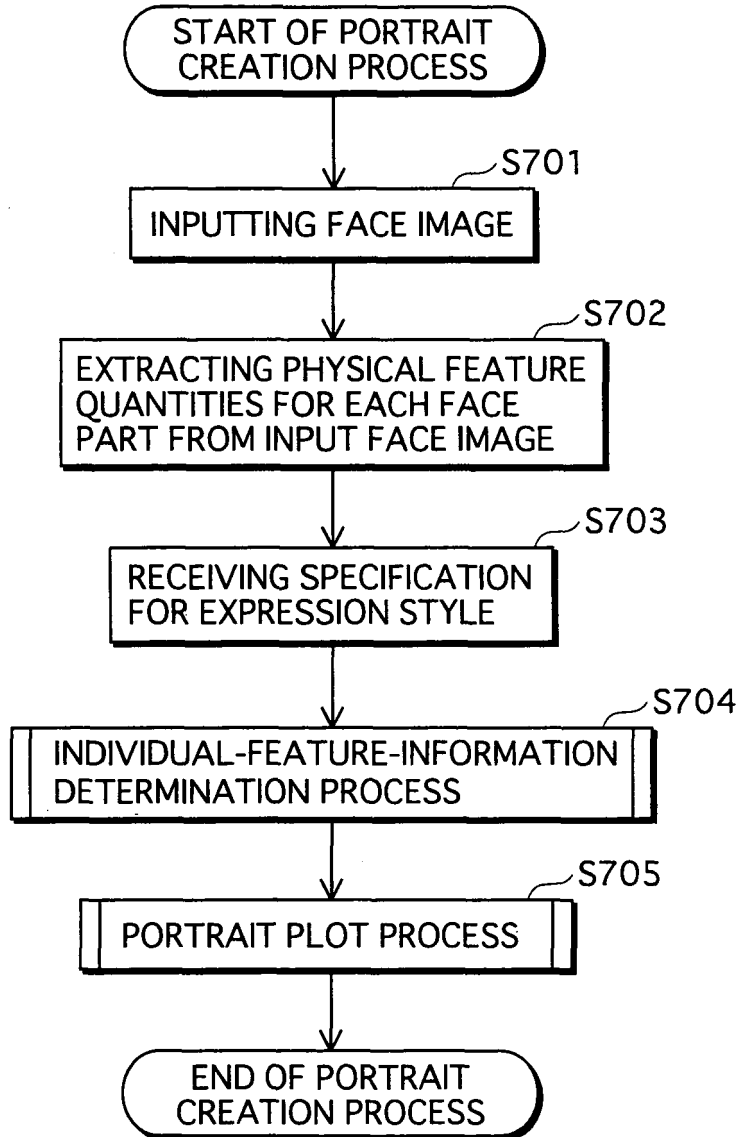 START OF PORTRAIT
CREATION PROCESS
S701
INPUTTING FACE IMAGE
S702
EXTRACTING PHYSICAL FEATURE
QUANTITIES FOR EACH FACE
PART FROM INPUT FACE IMAGE
S703
RECEIVING SPECIFICATION
FOR EXPRESSION STYLE
S704
INDIVIDUAL-FEATURE-INFORMATION
DETERMINATION PROCESS
S705
PORTRAIT PLOT PROCESS
END OF PORTRAIT
CREATION PROCESS